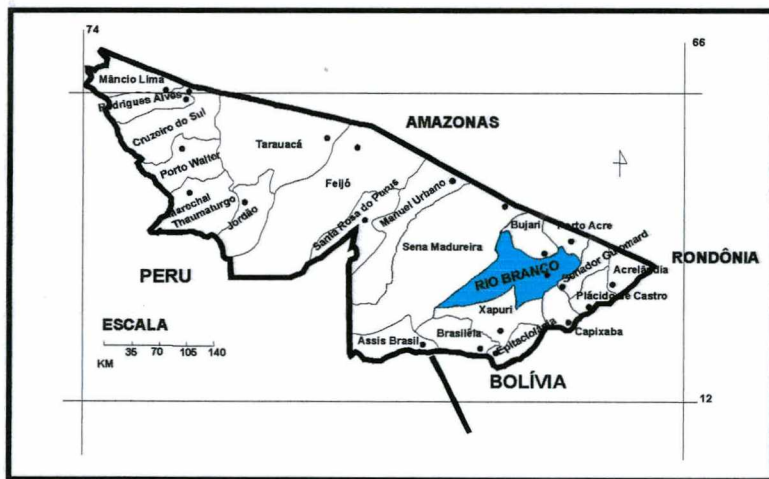 74
66
Mâncio Lima
Rodrigues Alves
Cruzeiro do Sul
AMAZONAS
Tarauacá
Porto Walter
Feijó
Marechal
Thaumaturgo
Jordão
Santa Rosa do Purus
Manuel Urbano
Bujari
Porto Acre
Sena Madureira
Senador Guiomard
RONDÔNIA
PERU
RIO BRANCO
Acrelândia
Plácido de Castro
Xapuri
ESCALA
Capixaba
Brasiléia
Epitaciolândia
Assis Brasil
35 70 105 140
KM
BOLÍVIA
12